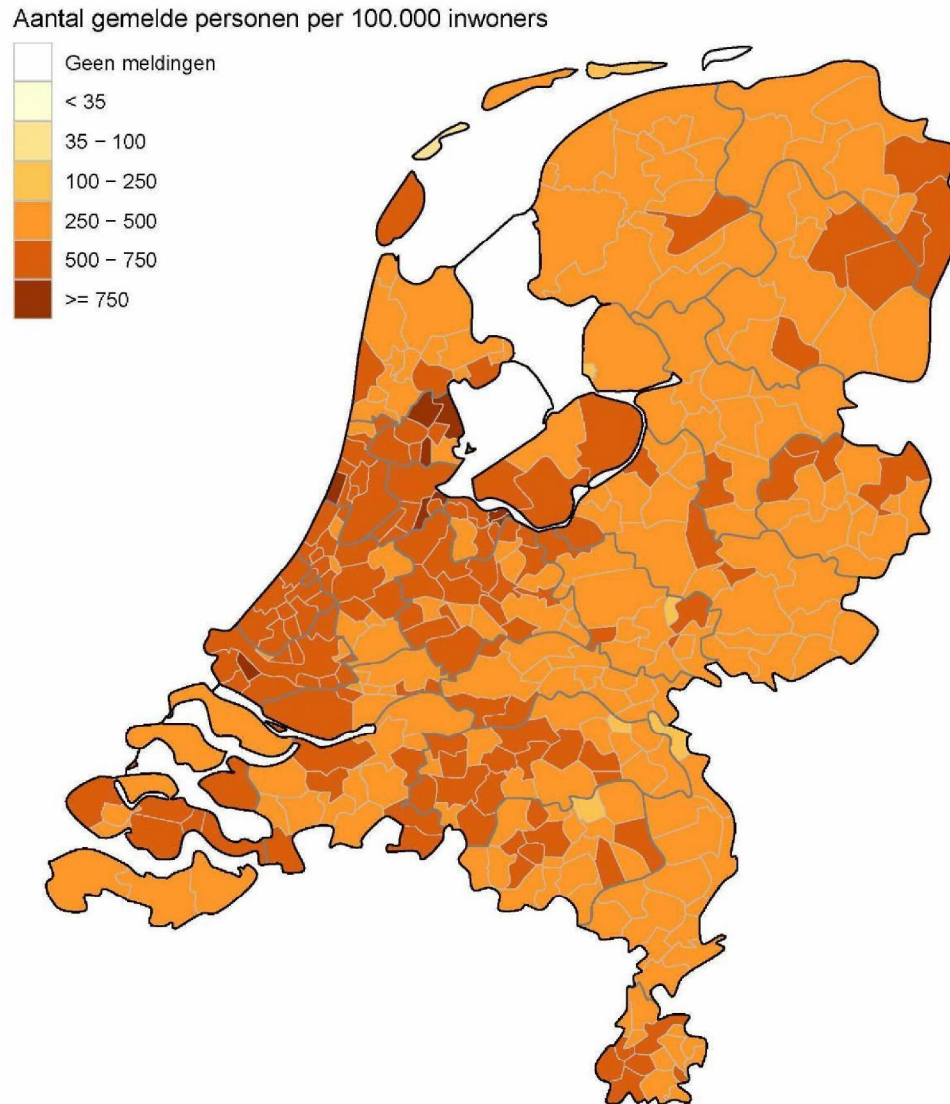 Aantal gemelde personen per 100.000 inwoners
Geen meldingen
< 35
35 − 100
100 − 250
250 − 500
500 − 750
>= 750